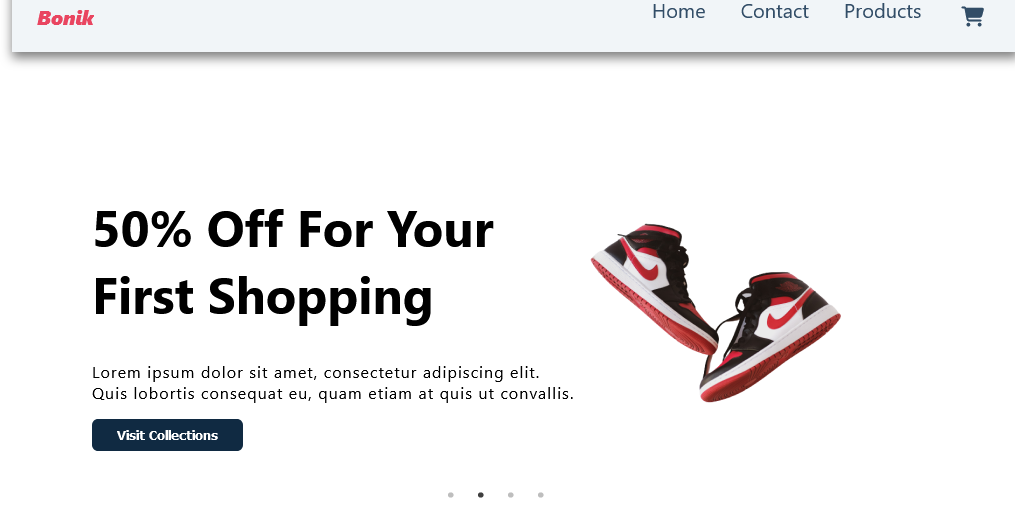 Bonik
Home Contact Products
50% Off For Your
First Shopping
Lorem ipsum dolor sit amet, consectetur adipiscing elit.
Quis lobortis consequat eu, quam etiam at quis ut convallis.
Visit Collections